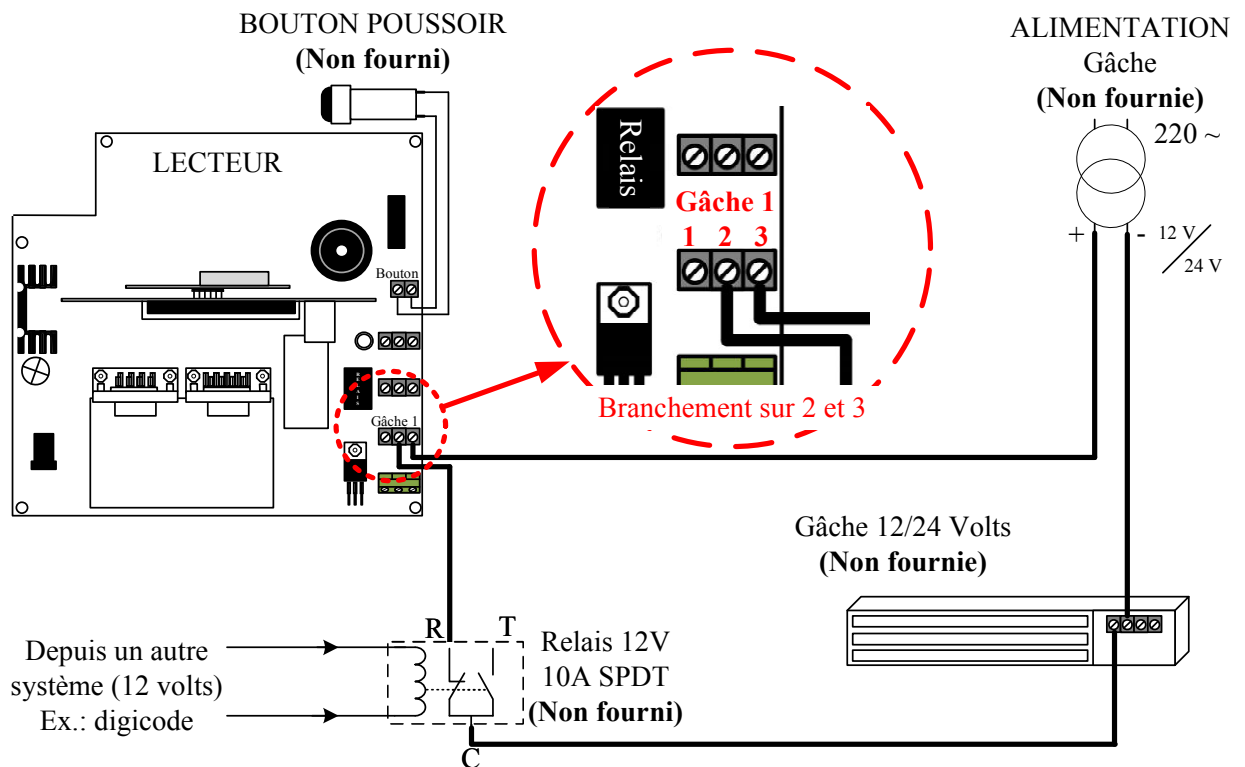 BOUTON POUSSOIR
(Non fourni)
ALIMENTATION
Gâche
(Non fournie)
220 ~
+
-
12 V
24 V
LECTEUR
Bouton
RELAIS
Gâche 1
Relais
Gâche 1
1 2 3
Branchement sur 2 et 3
Gâche 12/24 Volts
(Non fournie)
Depuis un autre
système (12 volts)
Ex.: digicode
R T
C
Relais 12V
10A SPDT
(Non fourni)